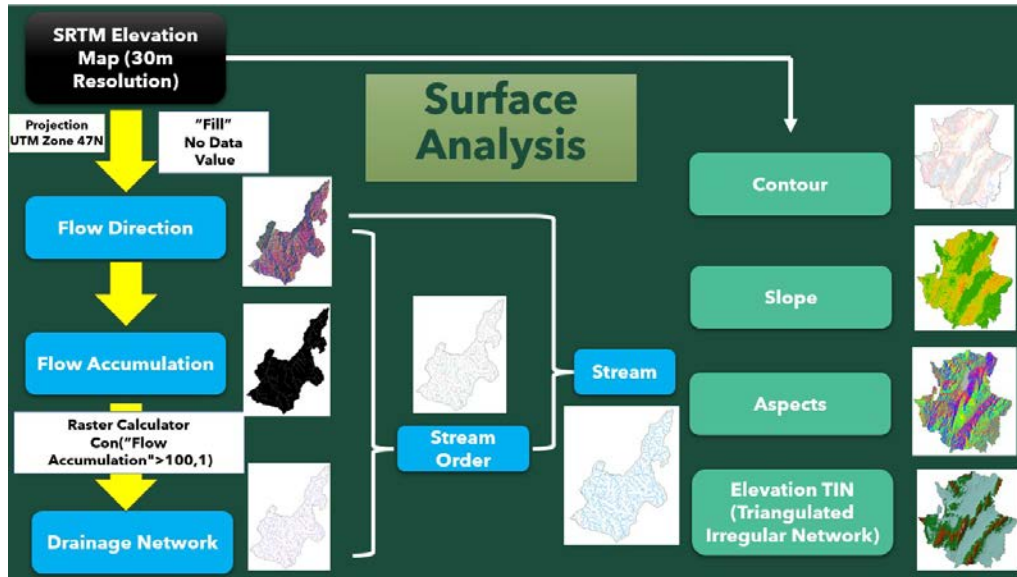 SRTM Elevation
Map (30m
Resolution)
Projection
UTM Zone 47N
"Fill"
No Data
Value
Surface
Analysis
Flow Direction
Flow Accumulation
Raster Calculator
Con("Flow
Accumulation">100,1)
Drainage Network
Stream
Order
Stream
Contour
Slope
Aspects
Elevation TIN
(Triangulated
Irregular Network)